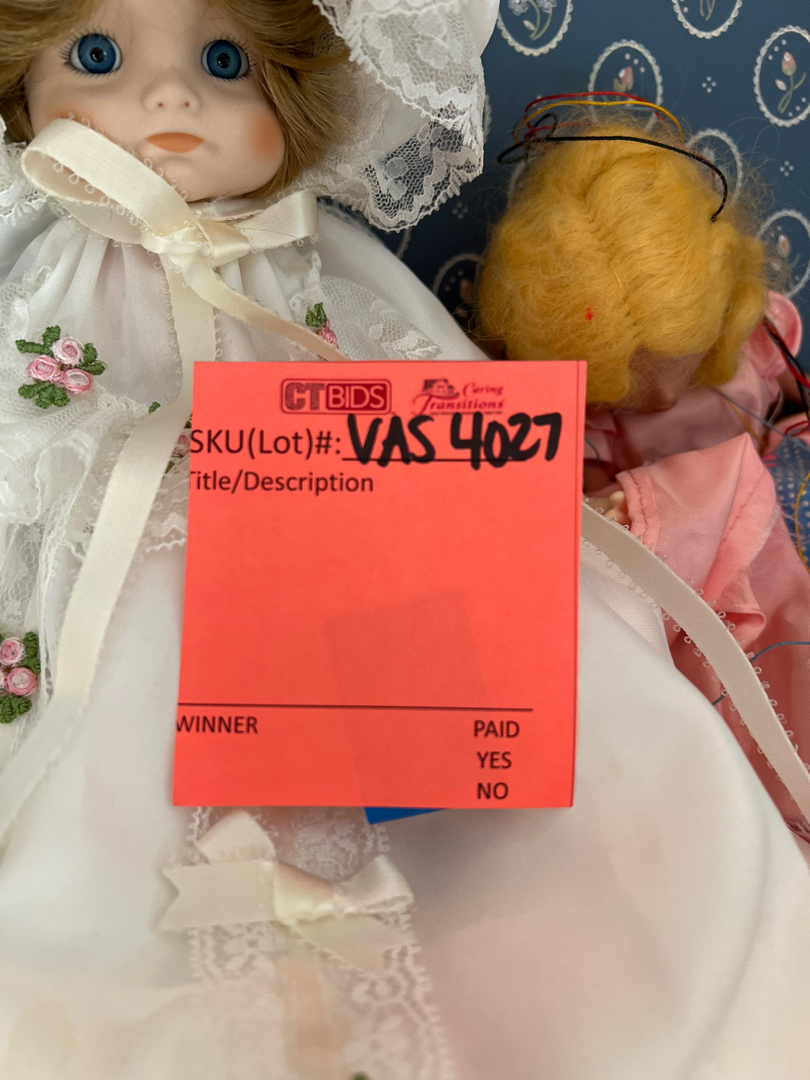 CTBIDS
Caring
Transitions
SKU(Lot)#: VAS 4027
Title/Description
WINNER
PAID
YES
NO